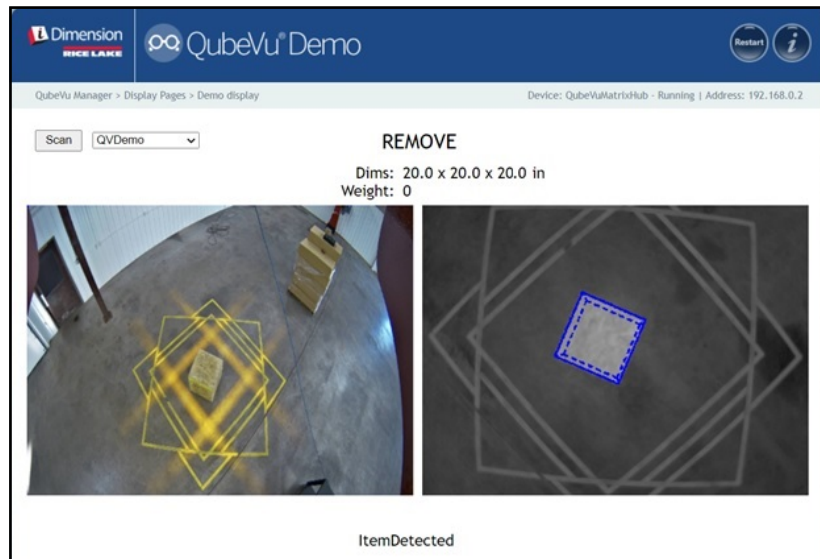 iDimension
RICE LAKE
QubeVu® Demo
Restart
i
QubeVu Manager > Display Pages > Demo display
Device: QubeVuMatrixHub - Running | Address: 192.168.0.2
Scan
QVDemo
REMOVE
Dims: 20.0 x 20.0 x 20.0 in
Weight: 0
ItemDetected